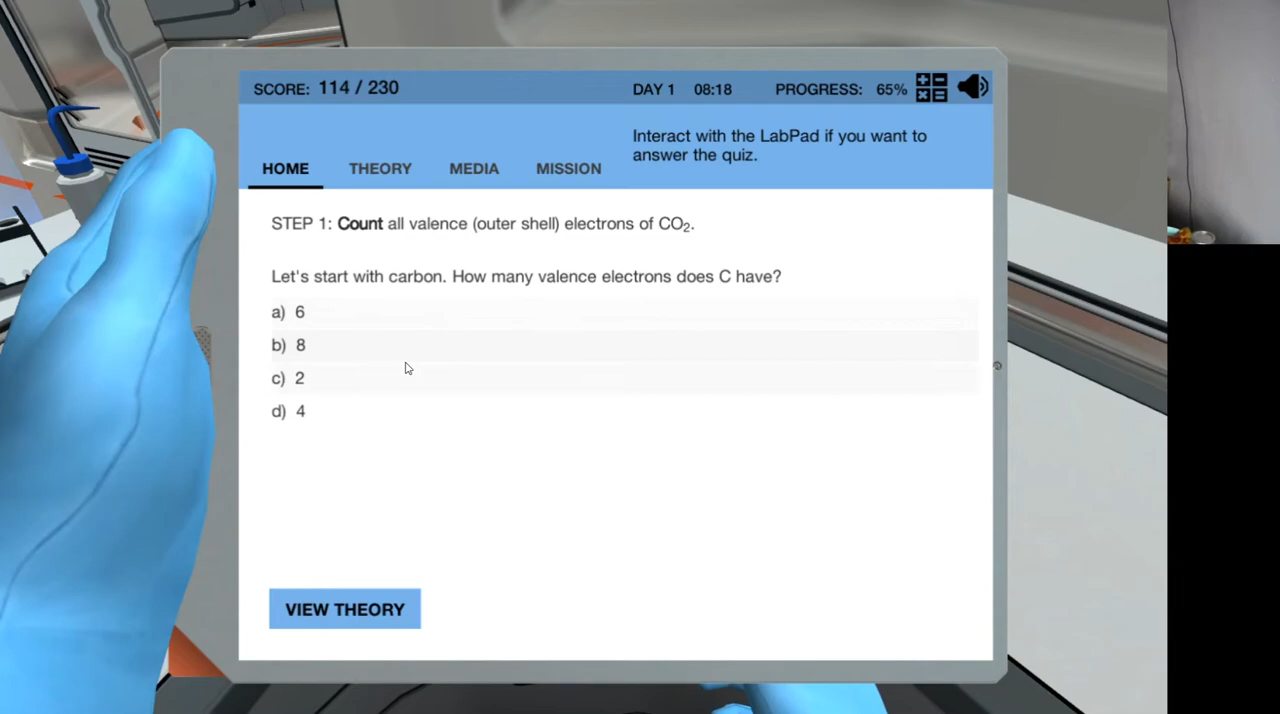 SCORE: 114 / 230 DAY 1 08:18 PROGRESS: 65%
Interact with the LabPad if you want to
answer the quiz.
HOME THEORY MEDIA MISSION
STEP 1: Count all valence (outer shell) electrons of CO₂.
Let's start with carbon. How many valence electrons does C have?
a) 6
b) 8
c) 2
d) 4
VIEW THEORY